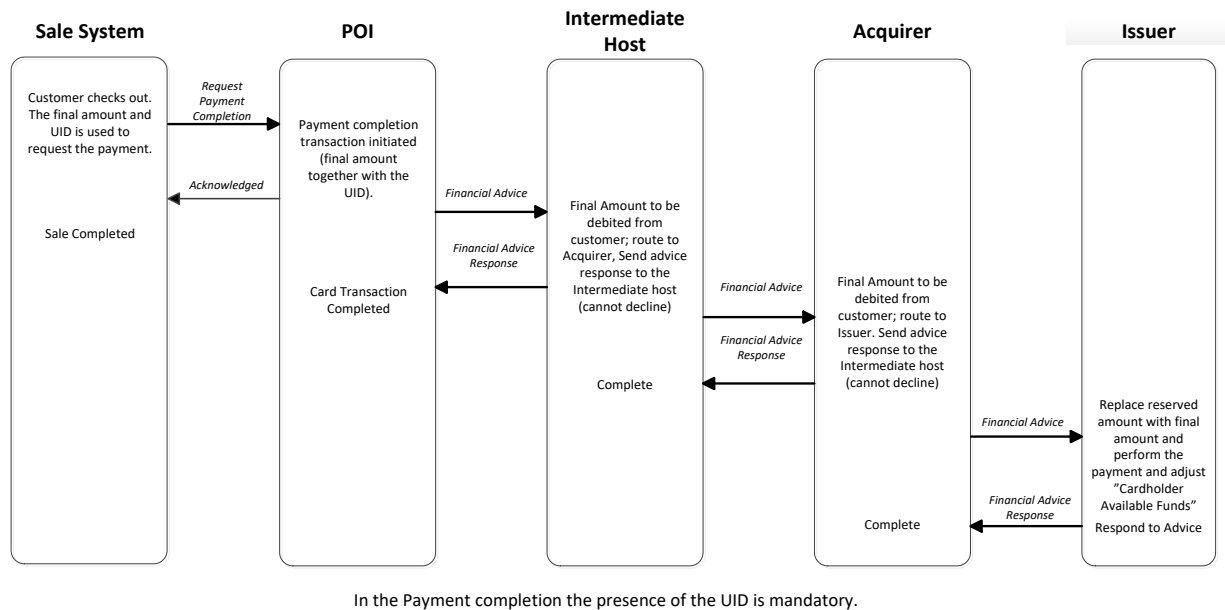 Sale System
POI
Intermediate
Host
Acquirer
Issuer
Customer checks out.
The final amount and
UID is used to
request the payment.
Sale Completed
Request
Payment
Completion
Acknowledged
Payment completion
transaction initiated
(final amount
together with the
UID).
Card Transaction
Completed
Financial Advice
Financial Advice
Response
Final Amount to be
debited from
customer; route to
Acquirer, Send advice
response to the
Intermediate host
(cannot decline)
Complete
Financial Advice
Financial Advice
Response
Final Amount to be
debited from
customer; route to
Issuer. Send advice
response to the
Intermediate host
(cannot decline)
Complete
Financial Advice
Financial Advice
Response
Replace reserved
amount with final
amount and
perform the
payment and adjust
”Cardholder
Available Funds”
Respond to Advice
In the Payment completion the presence of the UID is mandatory.